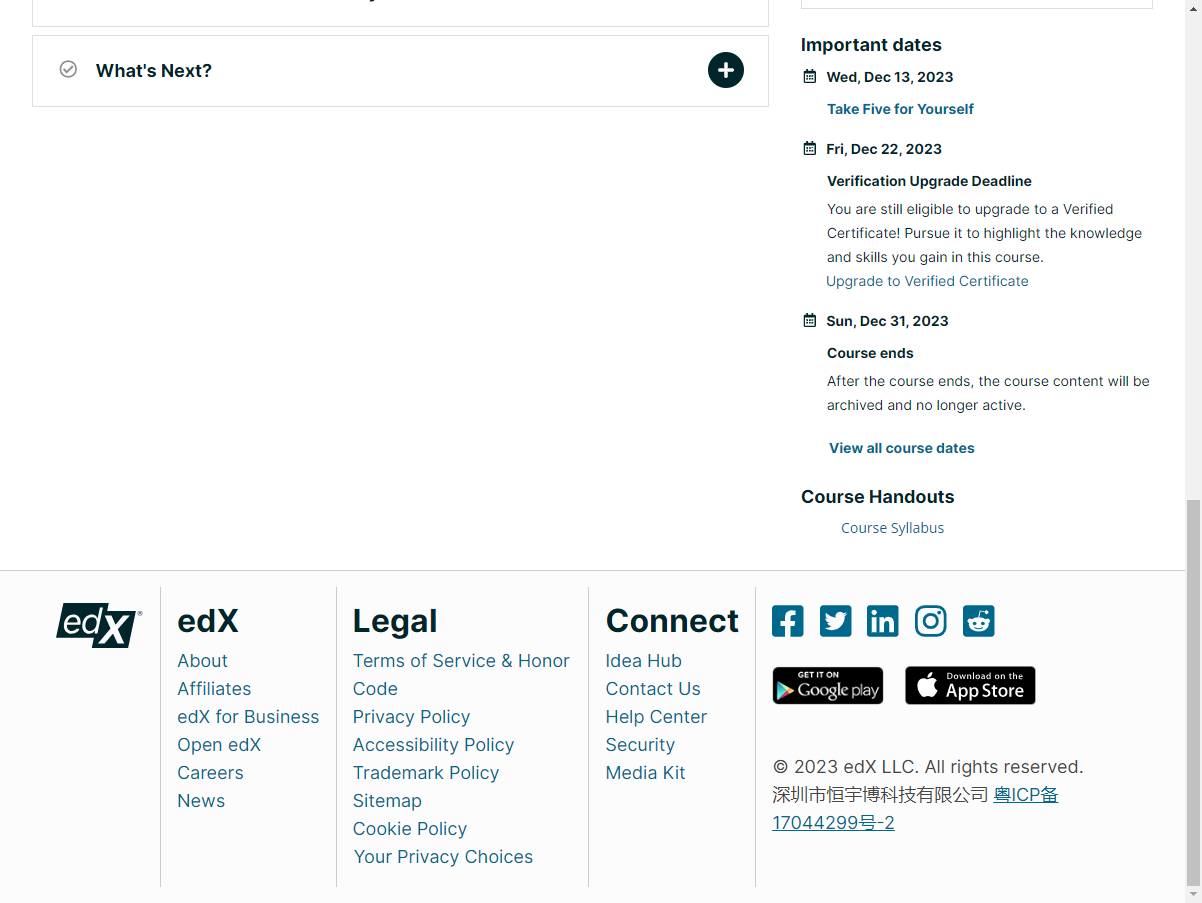 What's Next?
Important dates
Wed, Dec 13, 2023
Take Five for Yourself
Fri, Dec 22, 2023
Verification Upgrade Deadline
You are still eligible to upgrade to a Verified
Certificate! Pursue it to highlight the knowledge
and skills you gain in this course.
Upgrade to Verified Certificate
Sun, Dec 31, 2023
Course ends
After the course ends, the course content will be
archived and no longer active.
View all course dates
Course Handouts
Course Syllabus
edX®
edX
About
Affiliates
edX for Business
Open edX
Careers
News
Legal
Terms of Service & Honor
Code
Privacy Policy
Accessibility Policy
Trademark Policy
Sitemap
Cookie Policy
Your Privacy Choices
Connect
Idea Hub
Contact Us
Help Center
Security
Media Kit
GET IT ON
Google play
Download on the
App Store
© 2023 edX LLC. All rights reserved.
深圳市恒宇博科技有限公司 粤ICP备
17044299号-2